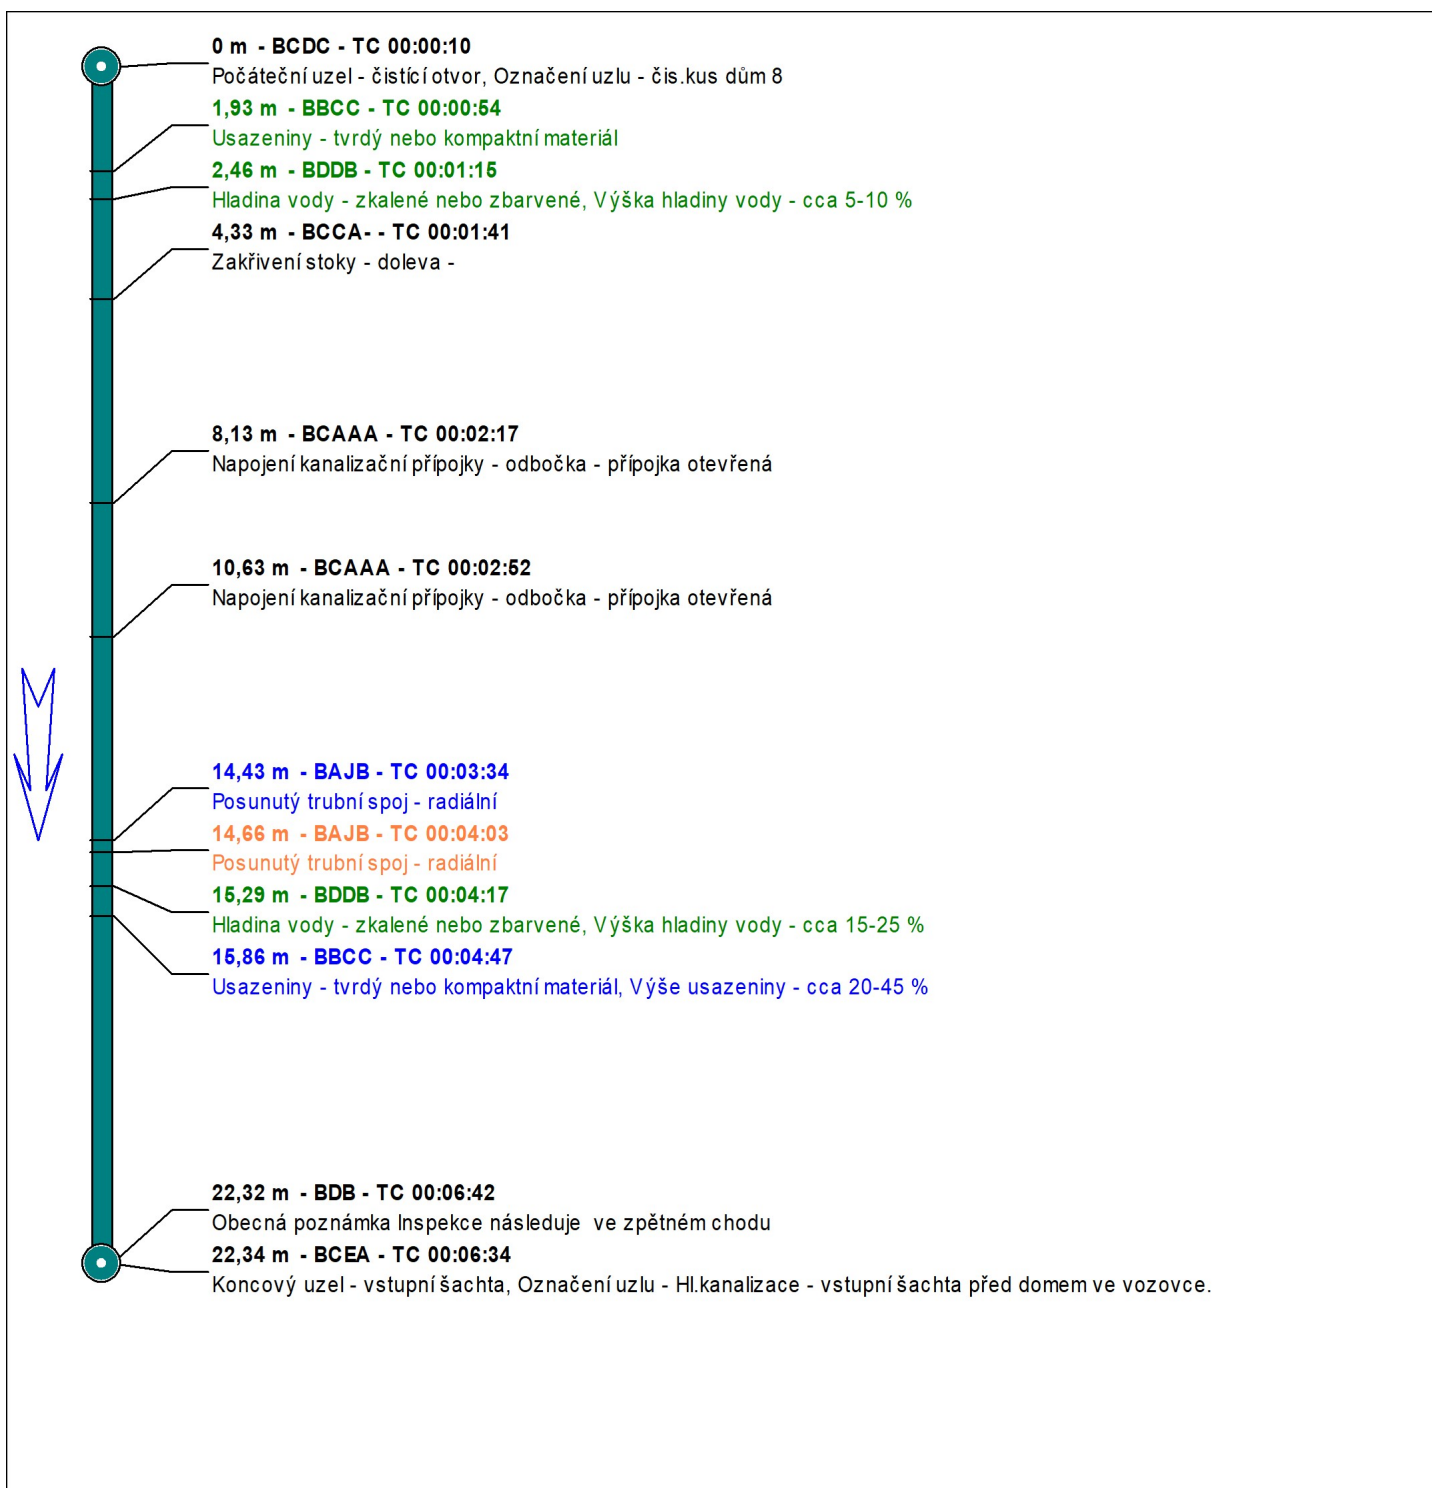 0 m - BCDC - TC 00:00:10
Počáteční uzel - čistící otvor, Označení uzlu - čis.kus dům 8
1,93 m - BBCC - TC 00:00:54
Usazeniny - tvrdý nebo kompaktní materiál
2,46 m - BDDB - TC 00:01:15
Hladina vody - zkalené nebo zbarvené, Výška hladiny vody - cca 5-10 %
4,33 m - BCCA- - TC 00:01:41
Zakřivení stoky - doleva -
8,13 m - BCAAA - TC 00:02:17
Napojení kanalizační přípojky - odbočka - přípojka otevřená
10,63 m - BCAAA - TC 00:02:52
Napojení kanalizační přípojky - odbočka - přípojka otevřená
14,43 m - BAJB - TC 00:03:34
Posunutý trubní spoj - radiální
14,66 m - BAJB - TC 00:04:03
Posunutý trubní spoj - radiální
15,29 m - BDDB - TC 00:04:17
Hladina vody - zkalené nebo zbarvené, Výška hladiny vody - cca 15-25 %
15,86 m - BBCC - TC 00:04:47
Usazeniny - tvrdý nebo kompaktní materiál, Výše usazeniny - cca 20-45 %
22,32 m - BDB - TC 00:06:42
Obecná poznámka Inspekce následuje ve zpětném chodu
22,34 m - BCEA - TC 00:06:34
Koncový uzel - vstupní šachta, Označení uzlu - Hl.kanalizace - vstupní šachta před domem ve vozovce.